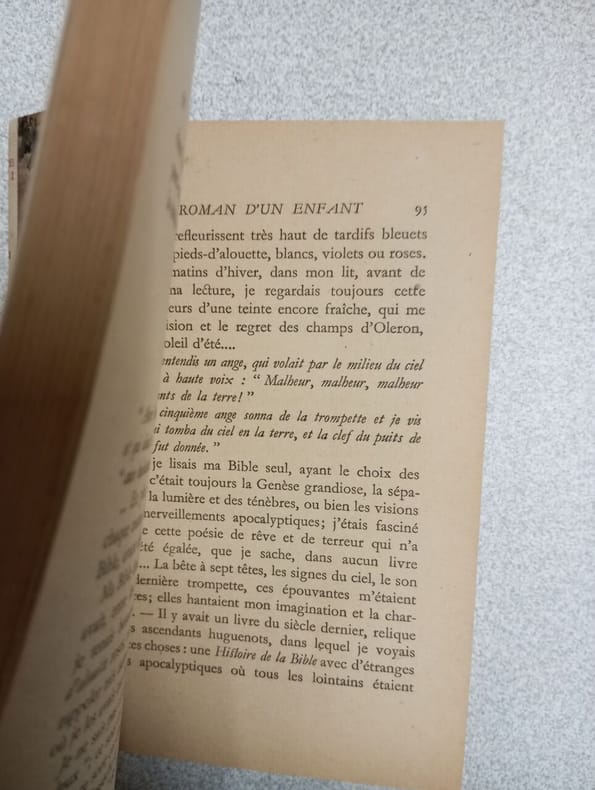 ROMAN D'UN ENFANT 95
refleurissent très haut de tardifs bleuets
pieds-d'alouette, blancs, violets ou roses.
matins d'hiver, dans mon lit, avant de
ma lecture, je regardais toujours cette
eurs d'une teinte encore fraîche, qui me
ision et le regret des champs d'Oleron,
oleil d'été....
entendis un ange, qui volait par le milieu du ciel
à haute voix : “ Malheur, malheur, malheur
nts de la terre! ”
cinquième ange sonna de la trompette et je vis
i tomba du ciel en la terre, et la clef du puits de
fut donnée. ”
je lisais ma Bible seul, ayant le choix des
c'était toujours la Genèse grandiose, la sépa-
la lumière et des ténèbres, ou bien les visions
merveillements apocalyptiques; j'étais fasciné
e cette poésie de rêve et de terreur qui n'a
été égalée, que je sache, dans aucun livre
... La bête à sept têtes, les signes du ciel, le son
dernière trompette, ces épouvantes m'étaient
es; elles hantaient mon imagination et la char-
. — Il y avait un livre du siècle dernier, relique
s ascendants huguenots, dans lequel je voyais
ces choses : une Histoire de la Bible avec d'étranges
s apocalyptiques où tous les lointains étaient